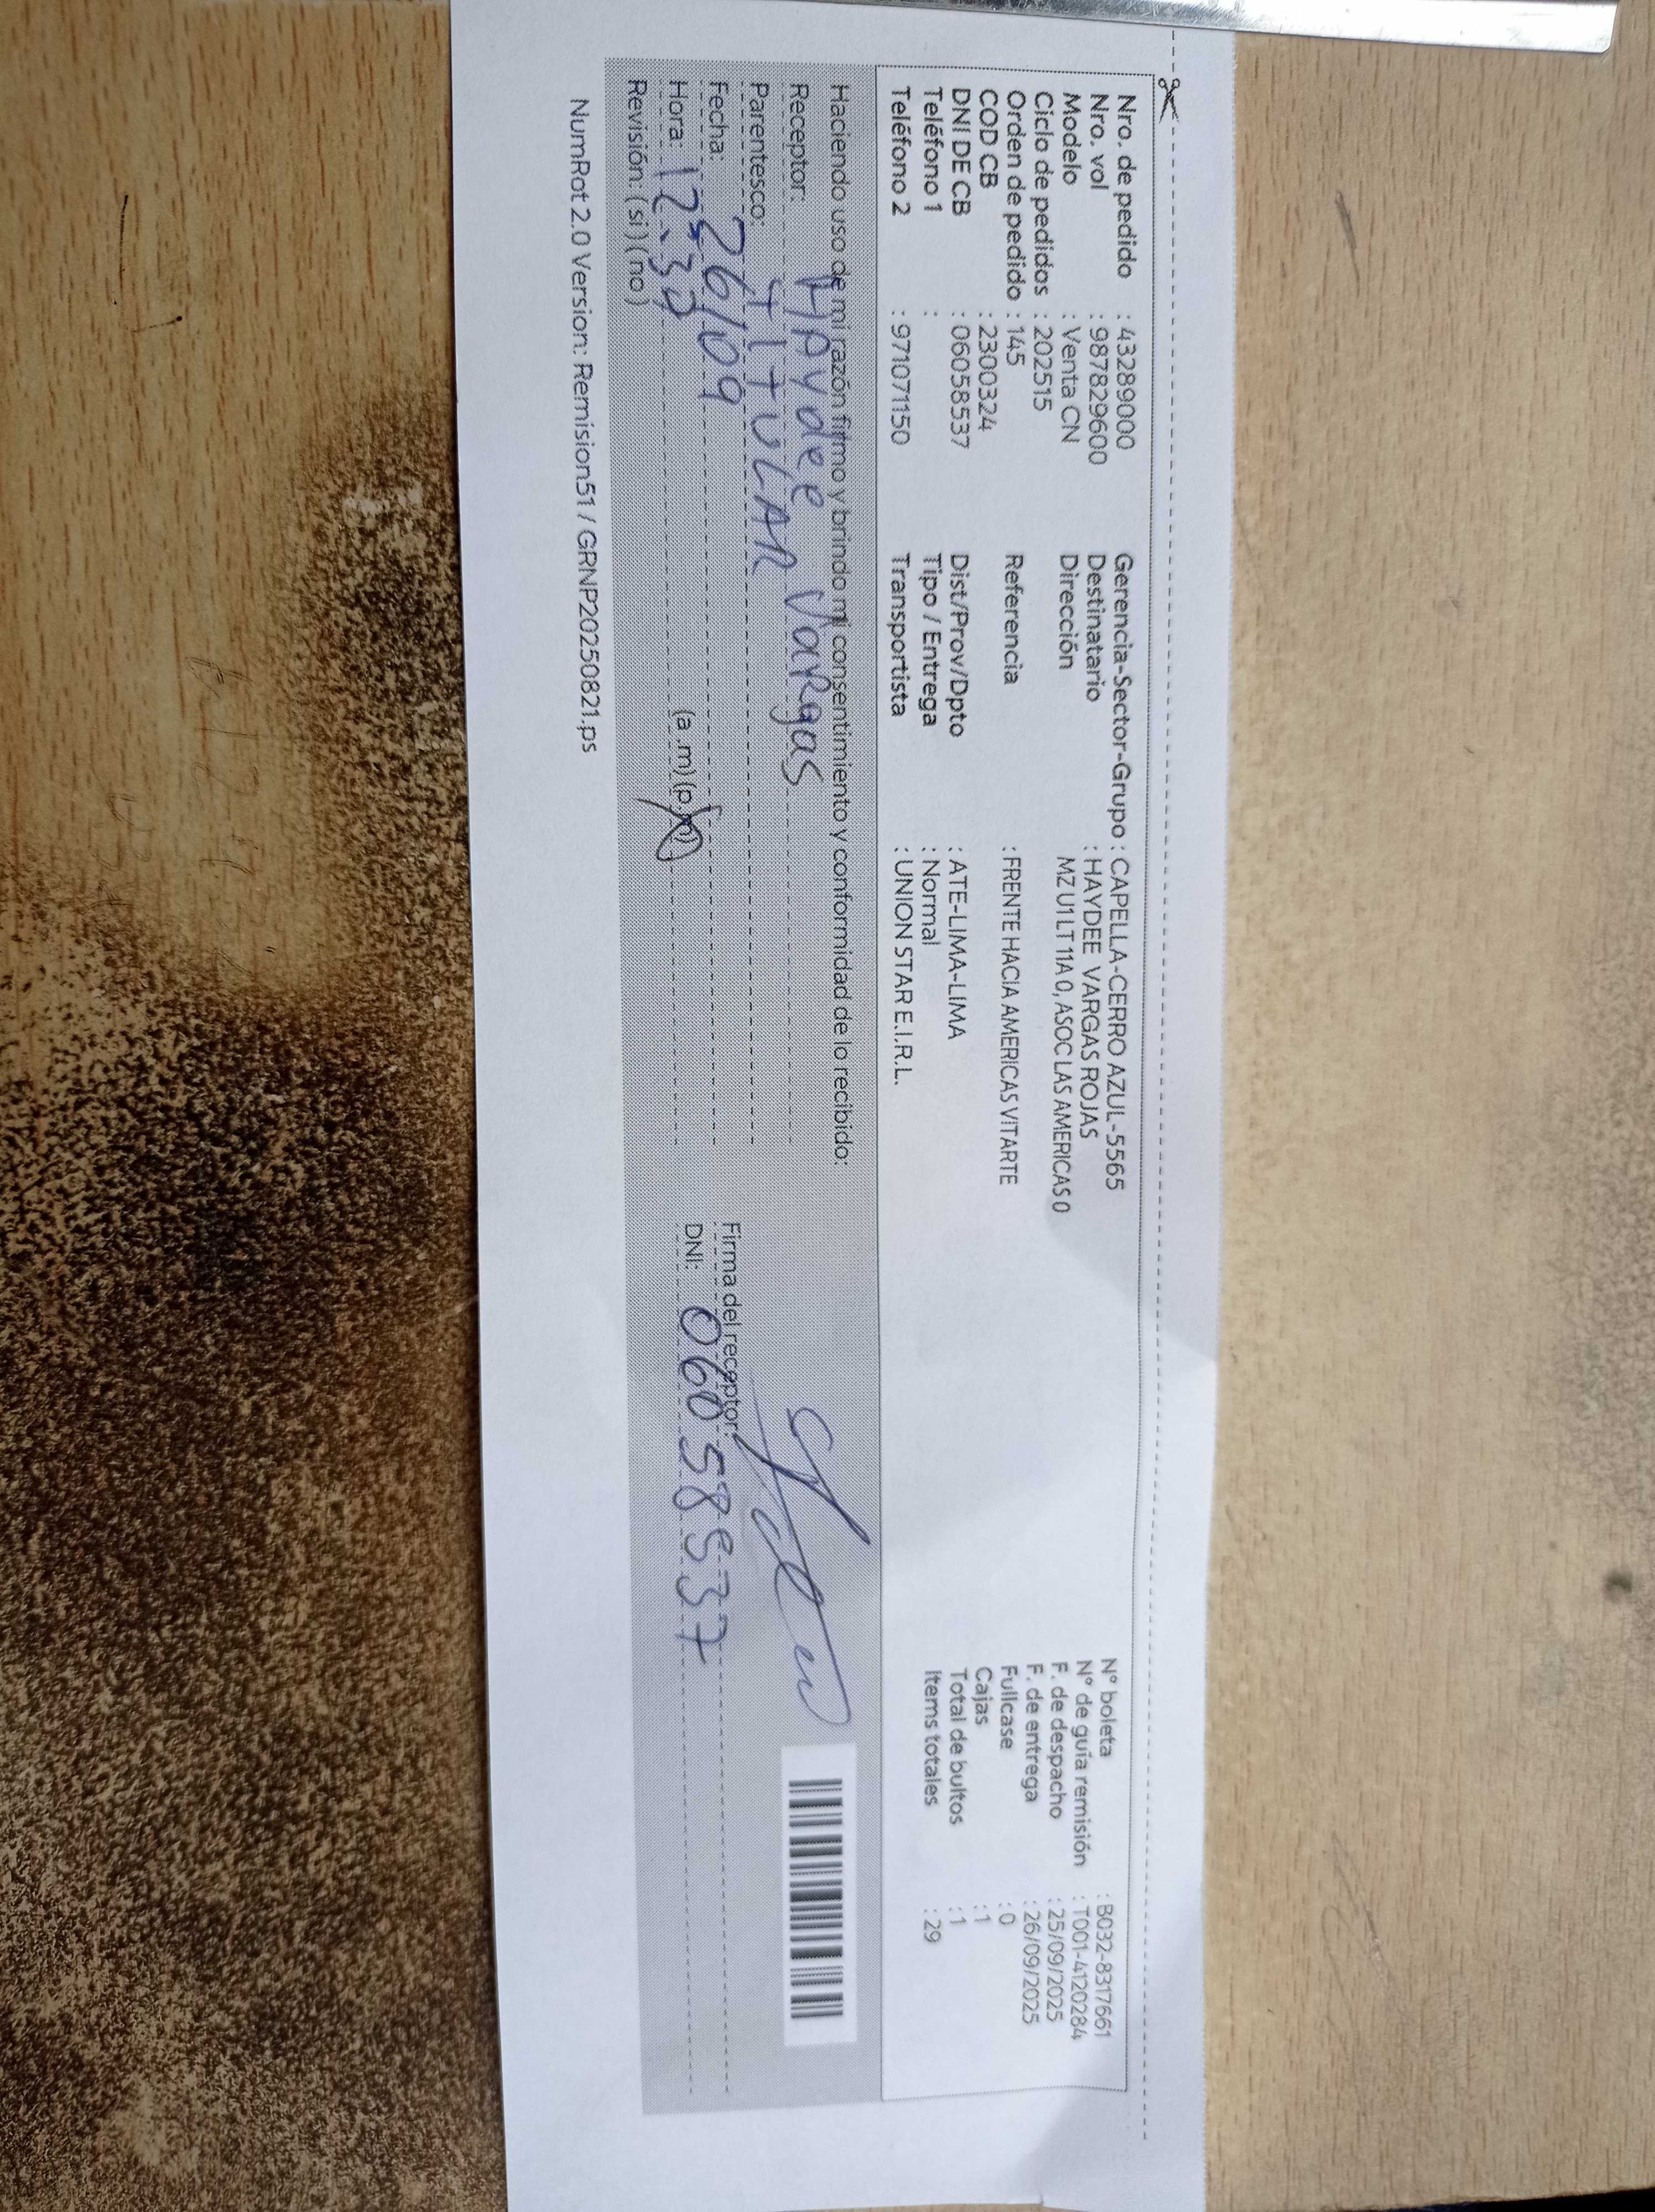 Nro. de pedido : 43289000
Nro. vol : 987829600
Modelo : Venta CN
Ciclo de pedidos : 202515
Orden de pedido : 145
COD CB : 2300324
DNI DE CB : 06058537
Teléfono 1 :
Teléfono 2 : 971071150
Gerencia-Sector-Grupo : CAPELLA-CERRO AZUL-5565
Destinatario : HAYDEE VARGAS ROJAS
Dirección MZ U1 LT 11A 0, ASOC LAS AMERICAS 0
Referencia : FRENTE HACIA AMERICAS VITARTE
Dist/Prov/Dpto : ATE-LIMA-LIMA
Tipo / Entrega : Normal
Transportista : UNION STAR E.I.R.L.
N° boleta : B032-8317661
N° de guía remisión : T001-4120284
F. de despacho : 25/09/2025
F. de entrega : 26/09/2025
Fullcase : 0
Cajas : 1
Total de bultos : 1
Items totales : 29
Haciendo uso de mi razón firmo y brindo mi consentimiento y conformidad de lo recibido:
Receptor: HAydee VaRgas
Parentesco: TITULAR
Fecha: 26/09
Hora: 12:37 (a .m) (p.m)
Revisión: (si) (no)
Firma del receptor:
DNI: 06058537
NumRot 2.0 Version: Remision51 / GRNP20250821.ps